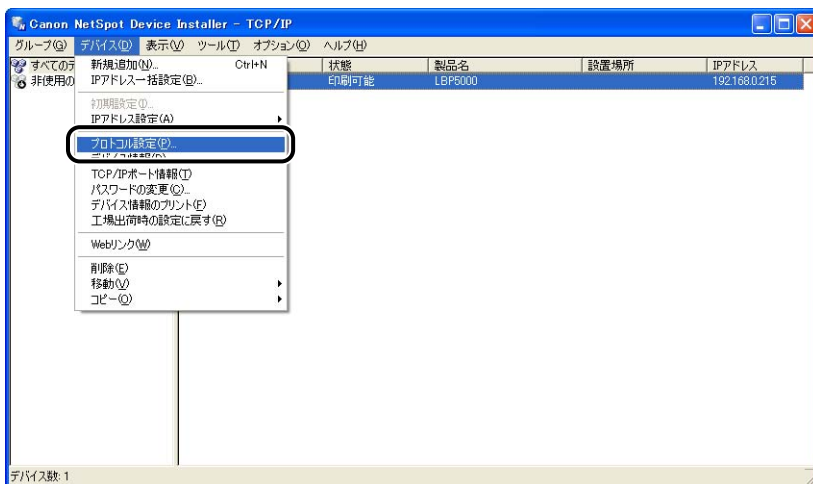 Canon NetSpot Device Installer - TCP/IP
グループ(G) デバイス(D) 表示(V) ツール(T) オプション(O) ヘルプ(H)
すべてのデ
非使用の
状態 製品名 設置場所 IPアドレス
印刷可能 LBP5000 192.168.0.215
新規追加(N)... Ctrl+N
IPアドレス一括設定(B)...
初期設定(I)...
IPアドレス設定(A)
プロトコル設定(P)...
デバイス情報(D)...
TCP/IPポート情報(T)
パスワードの変更(C)...
デバイス情報のプリント(F)
工場出荷時の設定に戻す(R)
Webリンク(W)
削除(E)
移動(V)
コピー(O)
デバイス数: 1